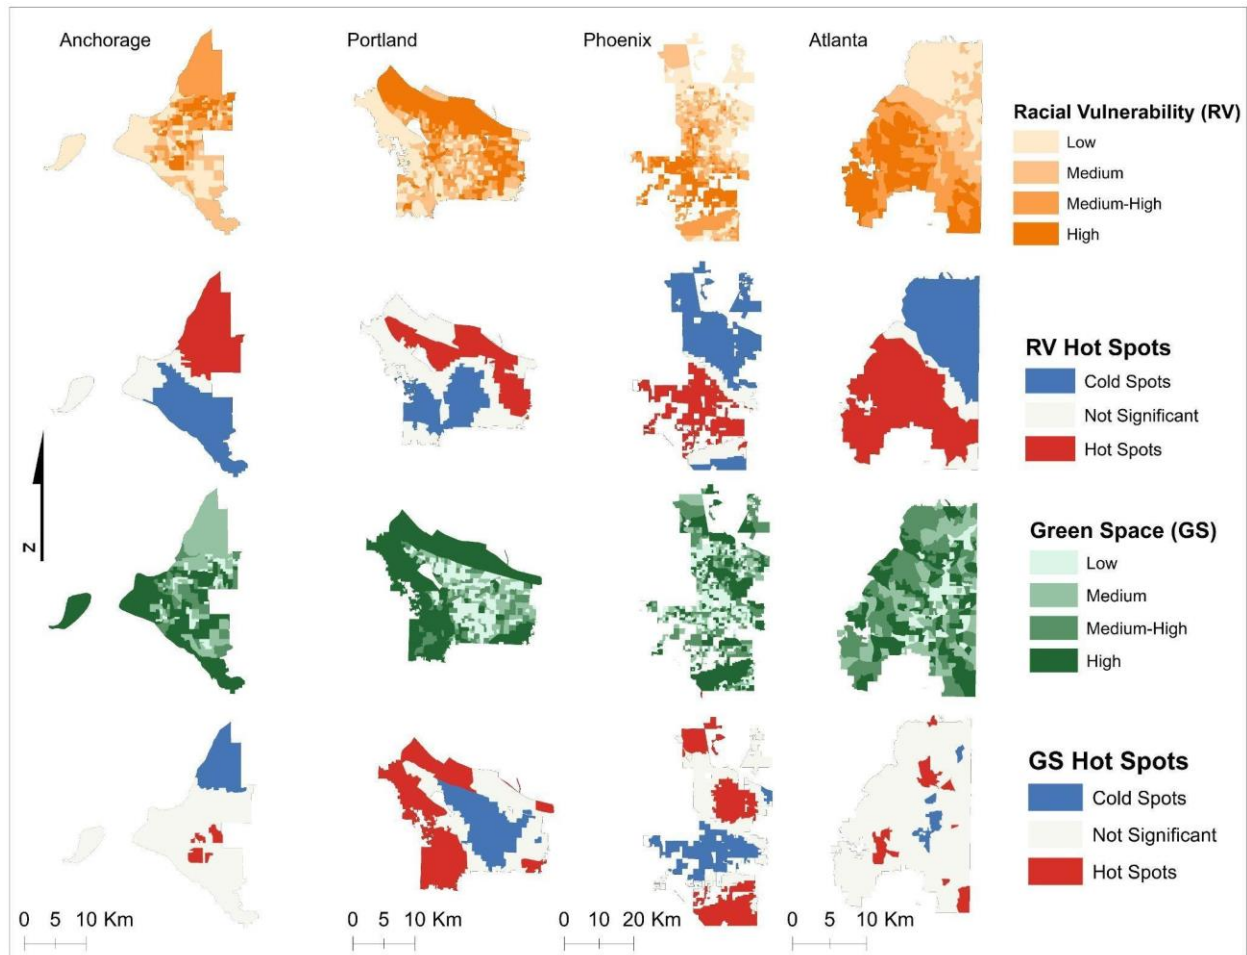 Anchorage
Portland
Phoenix
Atlanta
Racial Vulnerability (RV)
Low
Medium
Medium-High
High
RV Hot Spots
Cold Spots
Not Significant
Hot Spots
N
Green Space (GS)
Low
Medium
Medium-High
High
GS Hot Spots
Cold Spots
Not Significant
Hot Spots
0 5 10 Km
0 5 10 Km
0 10 20 Km
0 5 10 Km